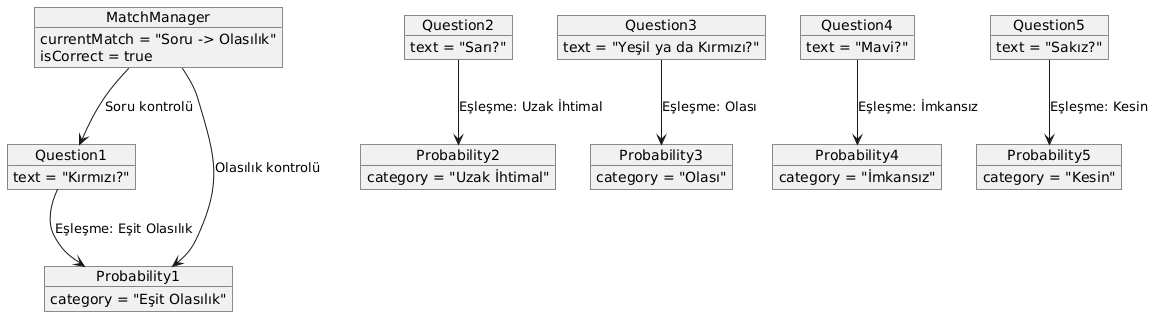 MatchManager
currentMatch = "Soru -> Olasılık"
isCorrect = true
Question2
text = "Sarı?"
Question3
text = "Yeşil ya da Kırmızı?"
Question4
text = "Mavi?"
Question5
text = "Sakız?"
Soru kontrolü
Eşleşme: Uzak İhtimal
Eşleşme: Olası
Eşleşme: İmkansız
Eşleşme: Kesin
Question1
text = "Kırmızı?"
Olasılık kontrolü
Probability2
category = "Uzak İhtimal"
Probability3
category = "Olası"
Probability4
category = "İmkansız"
Probability5
category = "Kesin"
Eşleşme: Eşit Olasılık
Probability1
category = "Eşit Olasılık"